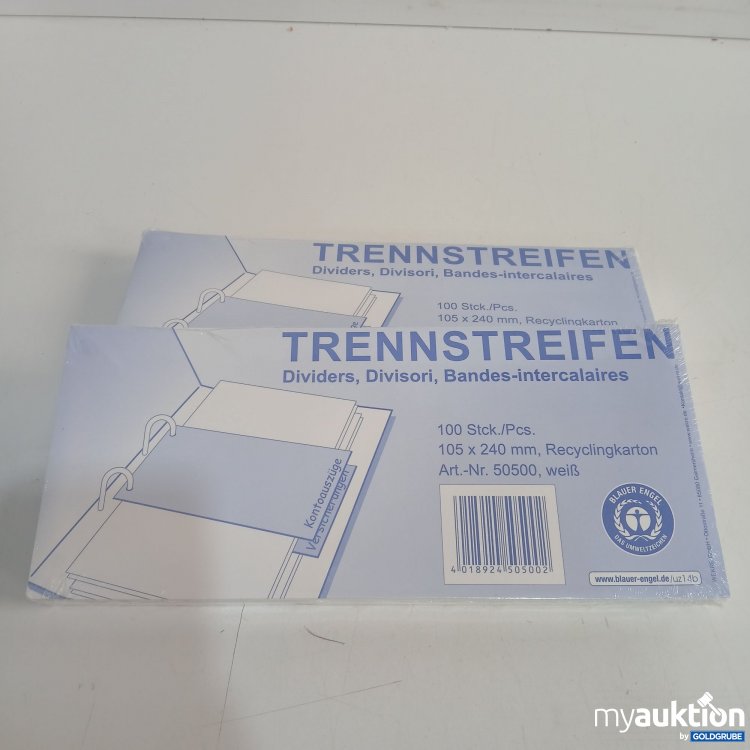 TRENNSTREIFEN
Dividers, Divisori, Bandes-intercalaires
100 Stck./Pcs.
105 x 240 mm, Recyclingkarton
TRENNSTREIFEN
Dividers, Divisori, Bandes-intercalaires
100 Stck./Pcs.
105 x 240 mm, Recyclingkarton
Art.-Nr. 50500, weiß
Kontoauszüge
Versicherungen
4 018924 505002
BLAUER ENGEL
DAS UMWELTZEICHEN
www.blauer-engel.de/uz14b
myauktion
by GOLDGRUBE